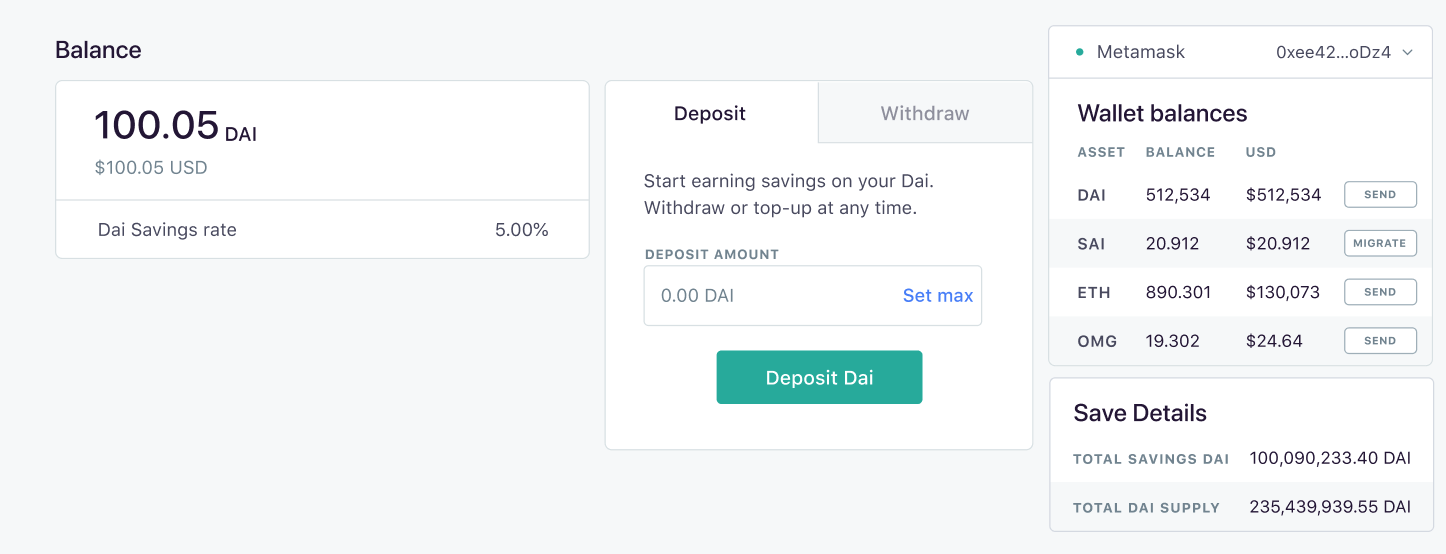 Balance
100.05 DAI
$100.05 USD
Dai Savings rate 5.00%
Deposit Withdraw
Start earning savings on your Dai.
Withdraw or top-up at any time.
DEPOSIT AMOUNT
0.00 DAI Set max
Deposit Dai
Metamask 0xee42...oDz4
Wallet balances
ASSET BALANCE USD
DAI 512,534 $512,534 SEND
SAI 20.912 $20.912 MIGRATE
ETH 890.301 $130,073 SEND
OMG 19.302 $24.64 SEND
Save Details
TOTAL SAVINGS DAI 100,090,233.40 DAI
TOTAL DAI SUPPLY 235,439,939.55 DAI